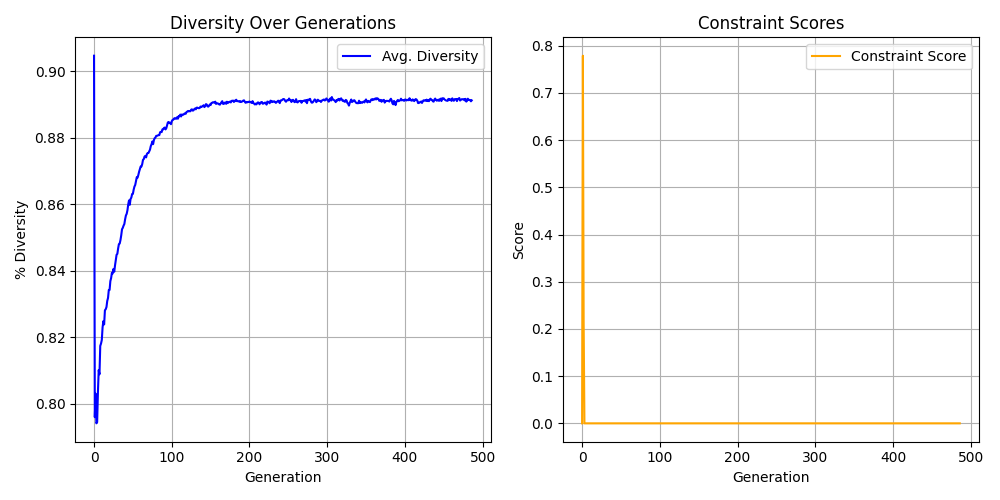 Diversity Over Generations
Avg. Diversity
0.90
0.88
0.86
0.84
0.82
0.80
% Diversity
0 100 200 300 400 500
Generation
Constraint Scores
Constraint Score
0.8
0.7
0.6
0.5
0.4
0.3
0.2
0.1
0.0
Score
0 100 200 300 400 500
Generation